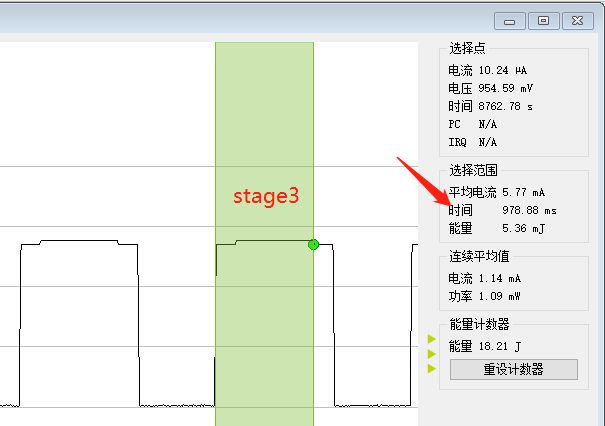 stage3
选择点
电流 10.24 µA
电压 954.59 mV
时间 8762.78 s
PC N/A
IRQ N/A
选择范围
平均电流 5.77 mA
时间 978.88 ms
能量 5.36 mJ
连续平均值
电流 1.14 mA
功率 1.09 mW
能量计数器
能量 18.21 J
重设计数器